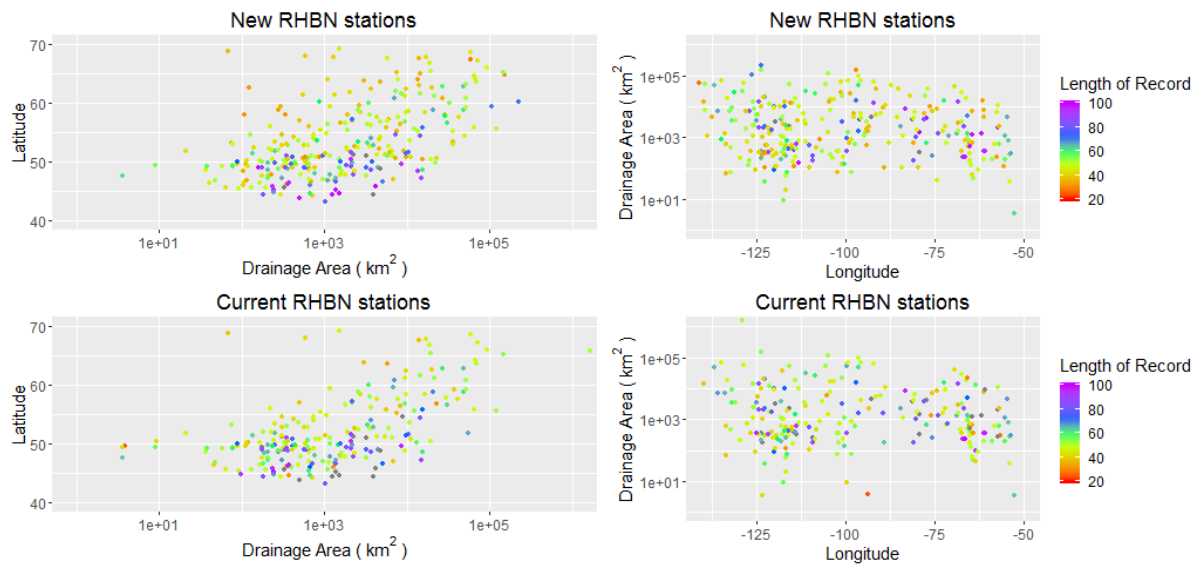 New RHBN stations
70
60
50
40
Latitude
1e+01
1e+03
1e+05
Drainage Area ( km² )
New RHBN stations
1e+05
1e+03
1e+01
Drainage Area ( km² )
-125
-100
-75
-50
Longitude
Length of Record
100
80
60
40
20
Current RHBN stations
70
60
50
40
Latitude
1e+01
1e+03
1e+05
Drainage Area ( km² )
Current RHBN stations
1e+05
1e+03
1e+01
Drainage Area ( km² )
-125
-100
-75
-50
Longitude
Length of Record
100
80
60
40
20